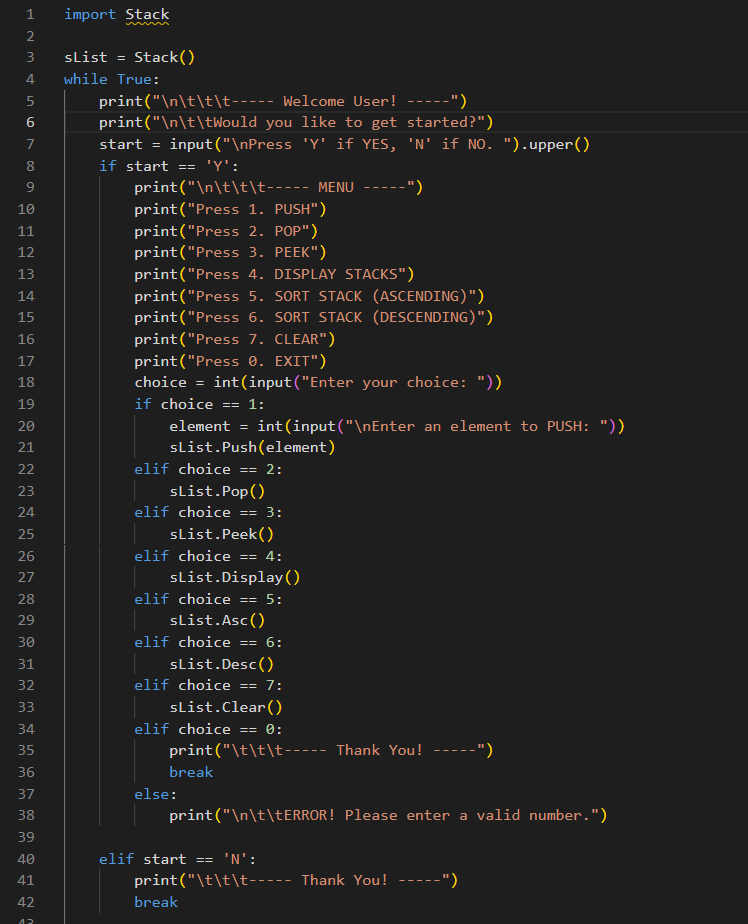 1 import Stack
2
3 sList = Stack()
4 while True:
5     print("\n\t\t\t----- Welcome User! -----")
6     print("\n\t\tWould you like to get started?")
7     start = input("\nPress 'Y' if YES, 'N' if NO. ").upper()
8     if start == 'Y':
9         print("\n\t\t\t----- MENU -----")
10         print("Press 1. PUSH")
11         print("Press 2. POP")
12         print("Press 3. PEEK")
13         print("Press 4. DISPLAY STACKS")
14         print("Press 5. SORT STACK (ASCENDING)")
15         print("Press 6. SORT STACK (DESCENDING)")
16         print("Press 7. CLEAR")
17         print("Press 0. EXIT")
18         choice = int(input("Enter your choice: "))
19         if choice == 1:
20             element = int(input("\nEnter an element to PUSH: "))
21             sList.Push(element)
22         elif choice == 2:
23             sList.Pop()
24         elif choice == 3:
25             sList.Peek()
26         elif choice == 4:
27             sList.Display()
28         elif choice == 5:
29             sList.Asc()
30         elif choice == 6:
31             sList.Desc()
32         elif choice == 7:
33             sList.Clear()
34         elif choice == 0:
35             print("\t\t\t----- Thank You! -----")
36             break
37         else:
38             print("\n\t\tERROR! Please enter a valid number.")
39
40     elif start == 'N':
41         print("\t\t\t----- Thank You! -----")
42         break
43